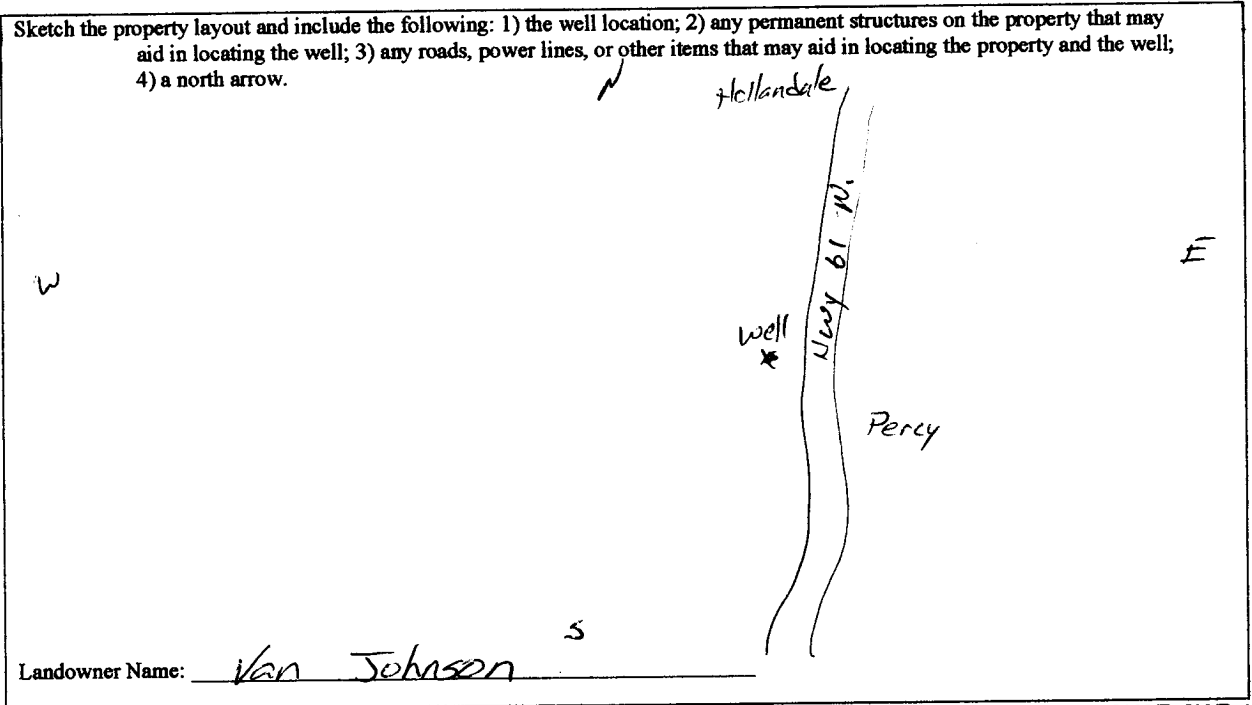 Sketch the property layout and include the following: 1) the well location; 2) any permanent structures on the property that may
aid in locating the well; 3) any roads, power lines, or other items that may aid in locating the property and the well;
4) a north arrow.
N
Hollandale
Hwy 61 N.
E
W
Well
Percy
S
Landowner Name: Van Johnson